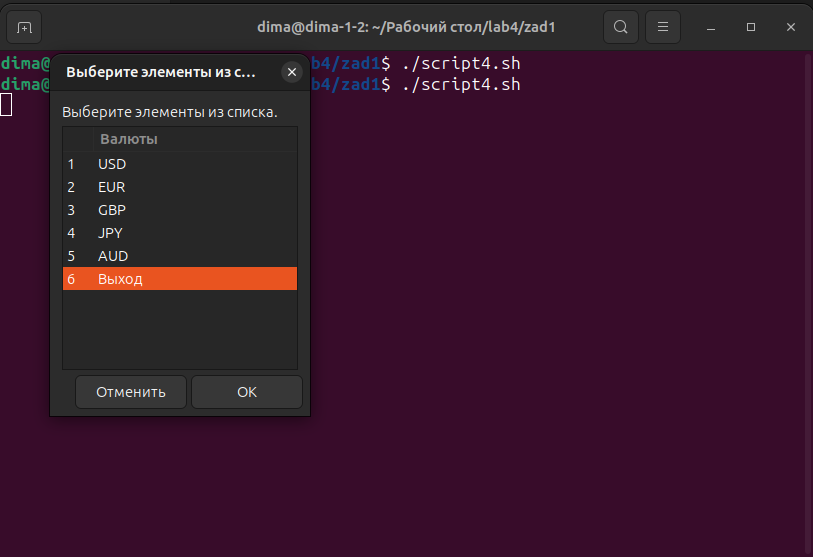 dima@dima-1-2: ~/Рабочий стол/lab4/zad1
dima@ b4/zad1$ ./script4.sh
dima@ b4/zad1$ ./script4.sh
Выберите элементы из с...
Выберите элементы из списка.
Валюты
1 USD
2 EUR
3 GBP
4 JPY
5 AUD
6 Выход
Отменить OK